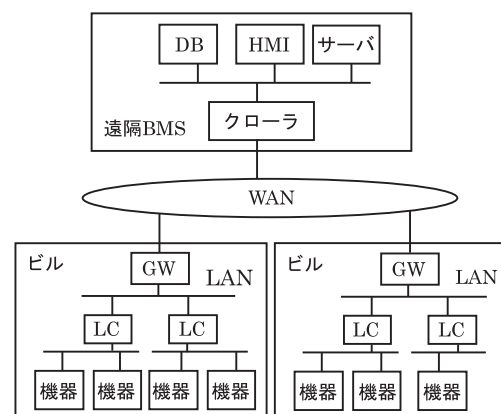 DB HMI サーバ
クローラ
遠隔BMS
WAN
ビル
GW
LAN
LC LC
機器 機器 機器 機器
ビル
GW
LAN
LC LC
機器 機器 機器